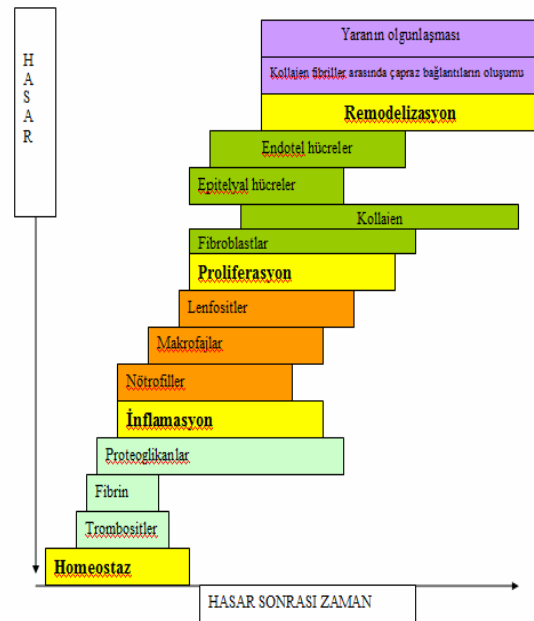 H
A
S
A
R
Yaranın olgunlaşması
Kollajen fibriller arasında çapraz bağlantıların oluşumu
Remodelizasyon
Endotel hücreler
Epitelyal hücreler
Kollaien
Fibroblastlar
Proliferasyon
Lenfositler
Makrofajlar
Nötrofiller
İnflamasyon
Proteoglikanlar
Fibrin
Trombositler
Homeostaz
HASAR SONRASI ZAMAN